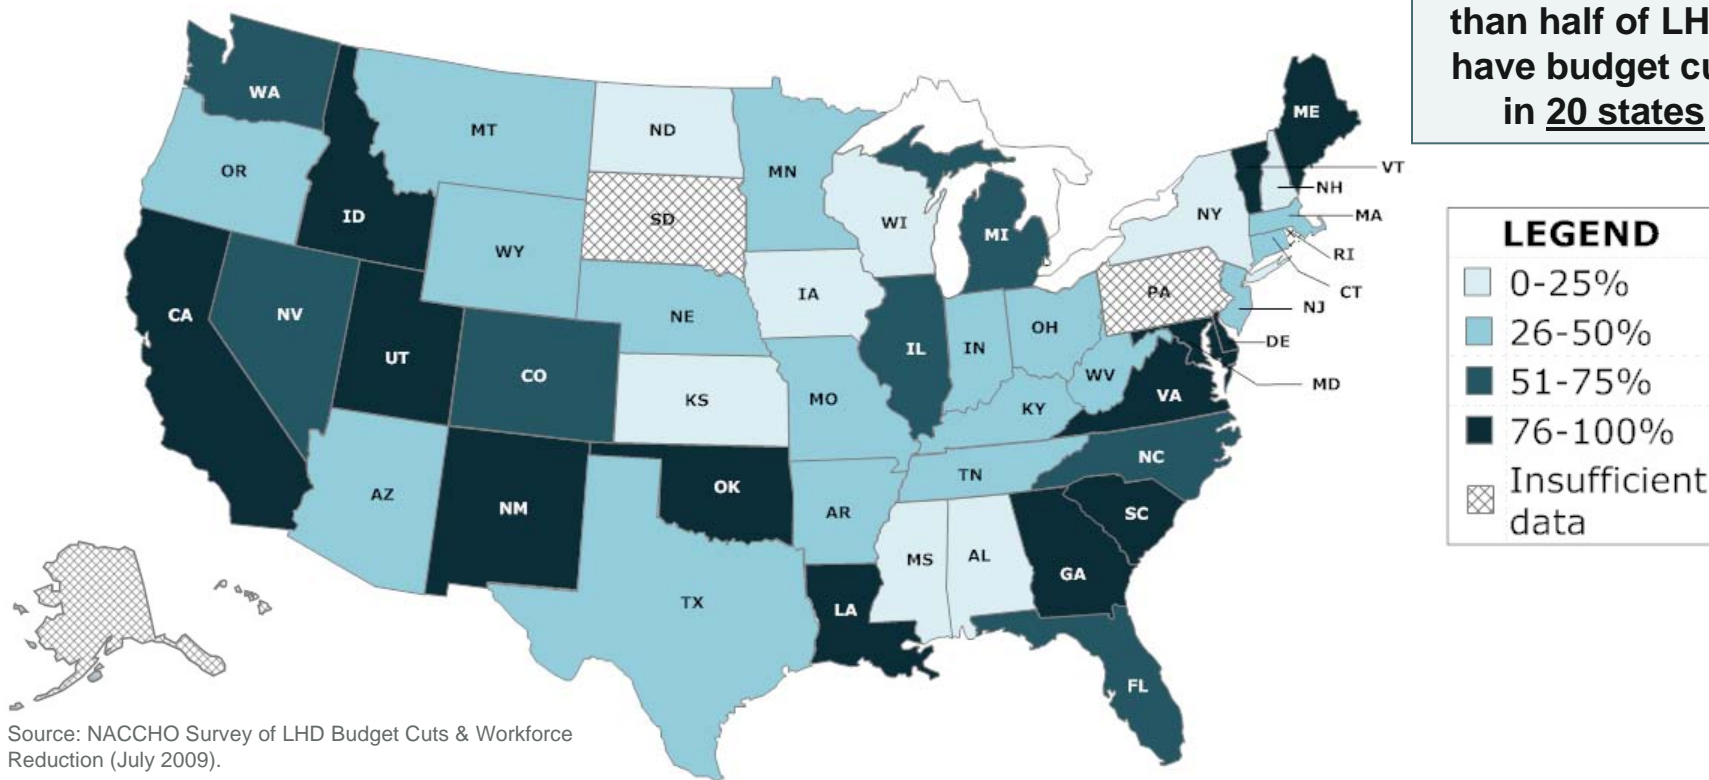 than half of LH
have budget cu
in 20 states
WA
OR
MT
ID
WY
ND
SD
MN
WI
IA
NE
CA
NV
UT
CO
KS
MO
AZ
NM
OK
TX
AR
LA
MS
AL
GA
FL
SC
NC
TN
KY
VA
WV
OH
IN
IL
MI
PA
NY
ME
VT
NH
MA
RI
CT
NJ
DE
MD
LEGEND
0-25%
26-50%
51-75%
76-100%
Insufficient
data
Source: NACCHO Survey of LHD Budget Cuts & Workforce
Reduction (July 2009).